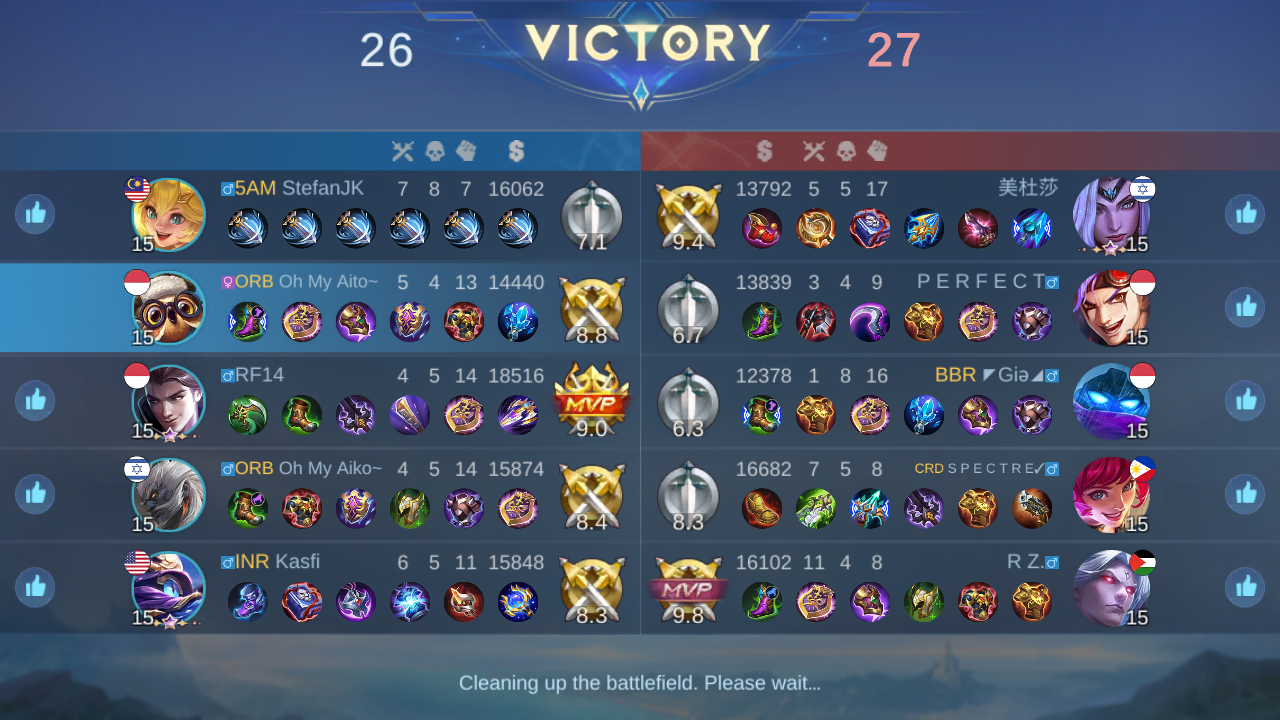 26 VICTORY 27
♂5AM StefanJK 7 8 7 16062
15 7.1
♀ORB Oh My Aito~ 5 4 13 14440
15 8.8
♂RF14 4 5 14 18516
MVP
15 9.0
♂ORB Oh My Aiko~ 4 5 14 15874
15 8.4
♂INR Kasfi 6 5 11 15848
15 8.3
13792 5 5 17 美杜莎
9.4 15
13839 3 4 9 P E R F E C T♂
6.7 15
12378 1 8 16 BBR ◤Giə◢♂
6.3 15
16682 7 5 8 CRD S P E C T R E✓♂
8.3 15
16102 11 4 8 R Z.♂
MVP
9.8 15
Cleaning up the battlefield. Please wait...